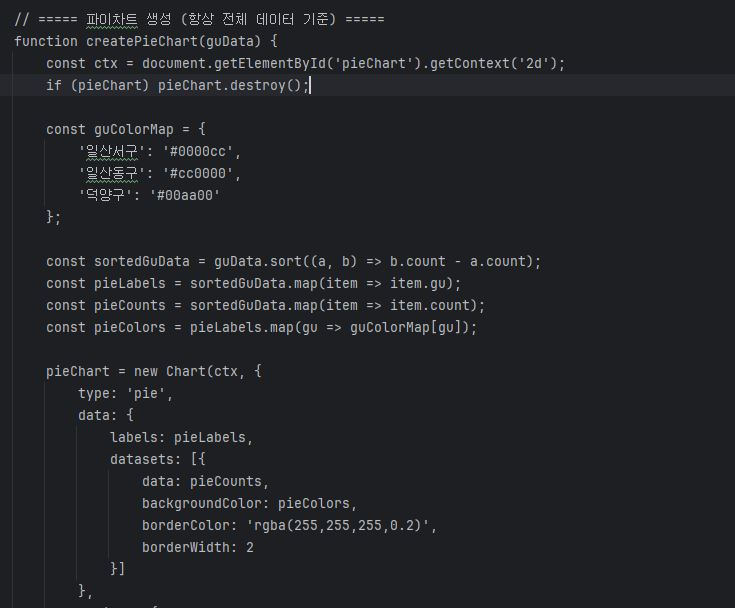 // ===== 파이차트 생성 (항상 전체 데이터 기준) =====
function createPieChart(guData) {
    const ctx = document.getElementById('pieChart').getContext('2d');
    if (pieChart) pieChart.destroy();
    const guColorMap = {
        '일산서구': '#0000cc',
        '일산동구': '#cc0000',
        '덕양구': '#00aa00'
    };
    const sortedGuData = guData.sort((a, b) => b.count - a.count);
    const pieLabels = sortedGuData.map(item => item.gu);
    const pieCounts = sortedGuData.map(item => item.count);
    const pieColors = pieLabels.map(gu => guColorMap[gu]);
    pieChart = new Chart(ctx, {
        type: 'pie',
        data: {
            labels: pieLabels,
            datasets: [{
                data: pieCounts,
                backgroundColor: pieColors,
                borderColor: 'rgba(255,255,255,0.2)',
                borderWidth: 2
            }]
        },